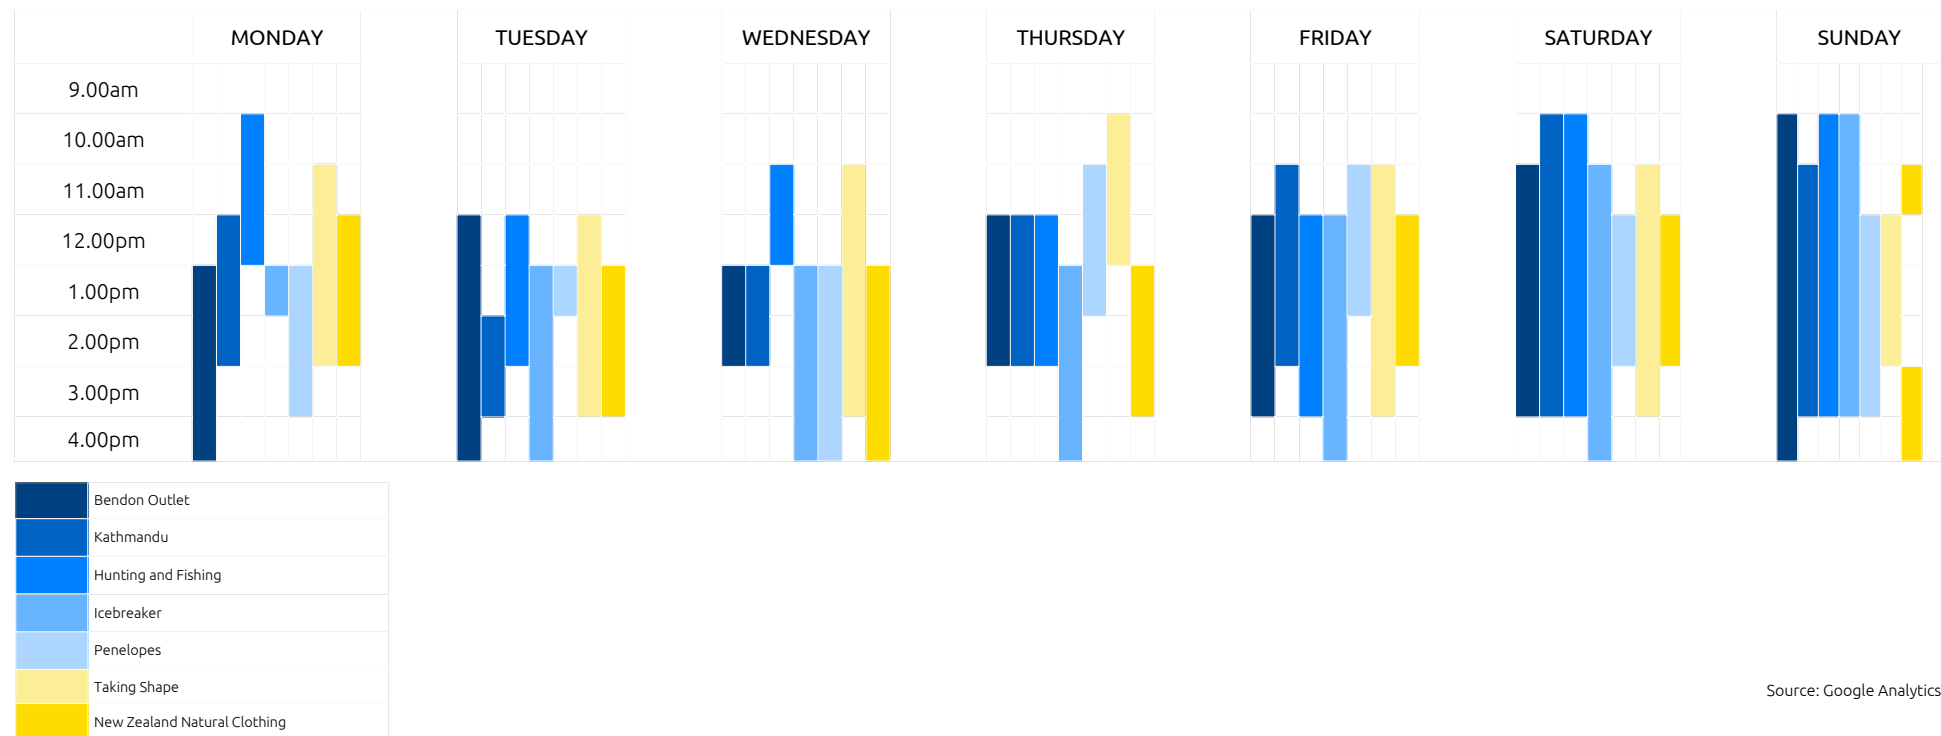 MONDAY TUESDAY WEDNESDAY THURSDAY FRIDAY SATURDAY SUNDAY
9.00am
10.00am
11.00am
12.00pm
1.00pm
2.00pm
3.00pm
4.00pm
Bendon Outlet
Kathmandu
Hunting and Fishing
Icebreaker
Penelopes
Taking Shape
New Zealand Natural Clothing
Source: Google Analytics